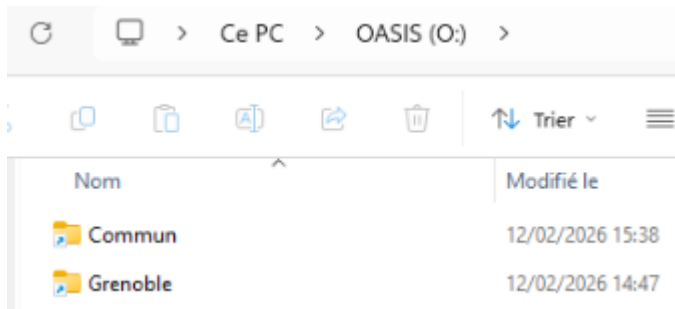 Ce PC > OASIS (O:) >
Trier
Nom Modifié le
Commun 12/02/2026 15:38
Grenoble 12/02/2026 14:47